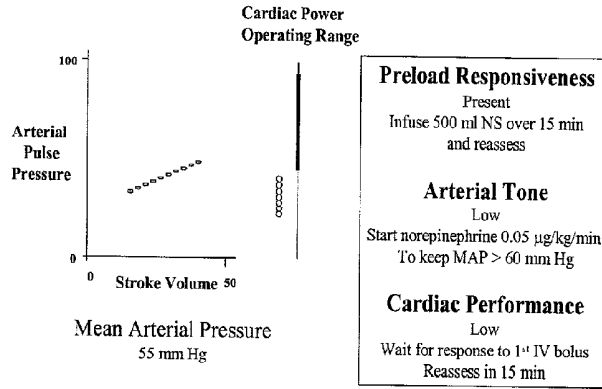 Cardiac Power
Operating Range
100
Arterial
Pulse
Pressure
0
0
Stroke Volume
50
Mean Arterial Pressure
55 mm Hg
Preload Responsiveness
Present
Infuse 500 ml NS over 15 min
and reassess
Arterial Tone
Low
Start norepinephrine 0.05 µg/kg/min
To keep MAP > 60 mm Hg
Cardiac Performance
Low
Wait for response to 1st IV bolus
Reassess in 15 min